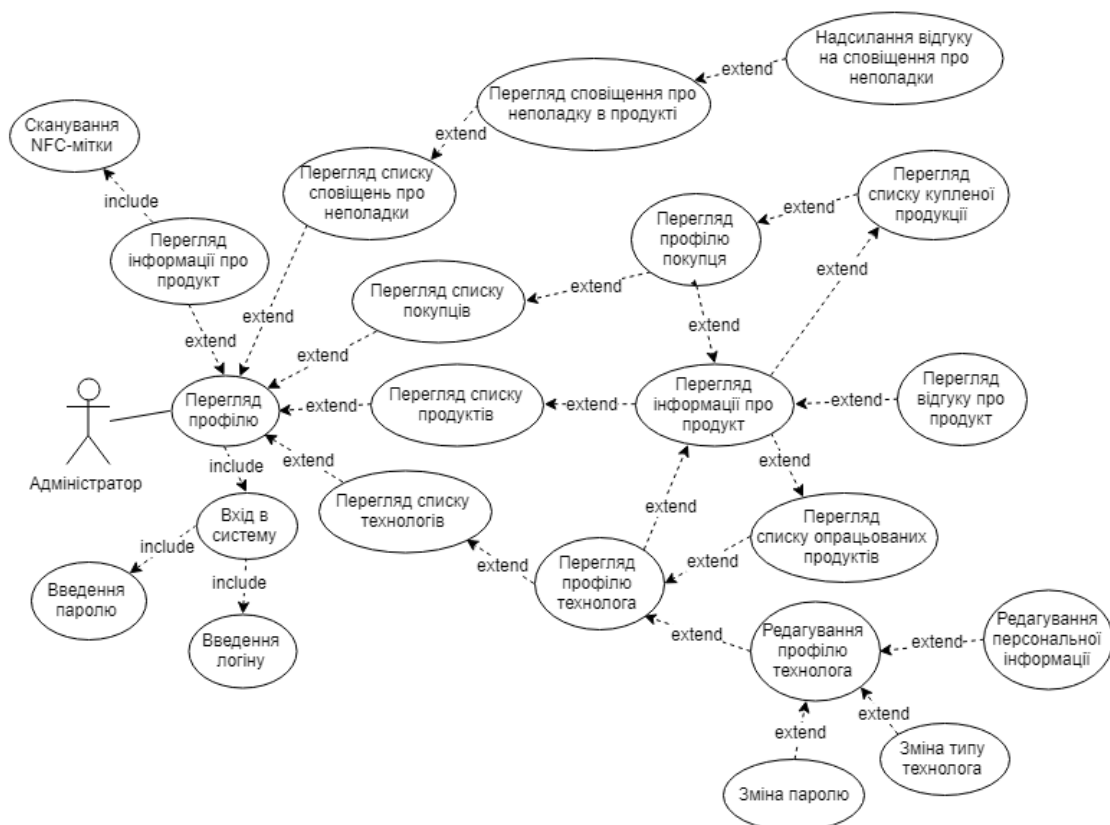 Надсилання відгуку
на сповіщення про
неполадки
extend
Перегляд сповіщення про
неполадку в продукті
extend
Сканування
NFC-мітки
include
Перегляд списку
сповіщень про
неполадки
extend
Перегляд
списку купленої
продукції
extend
Перегляд
профілю
покупця
extend
Перегляд
інформації про
продукт
extend
extend
Перегляд списку
покупців
extend
extend
extend
Перегляд
профілю
Перегляд списку
продуктів
extend
extend
Перегляд
інформації про
продукт
extend
Перегляд
відгуку про
продукт
Адміністратор
include
extend
extend
extend
Вхід в
систему
Перегляд списку
технологів
Перегляд
списку опрацьованих
продуктів
include
extend
extend
Перегляд
профілю
технолога
Введення
паролю
include
Введення
логіну
extend
Редагування
профілю
технолога
extend
Редагування
персональної
інформації
extend
extend
Зміна типу
технолога
Зміна паролю